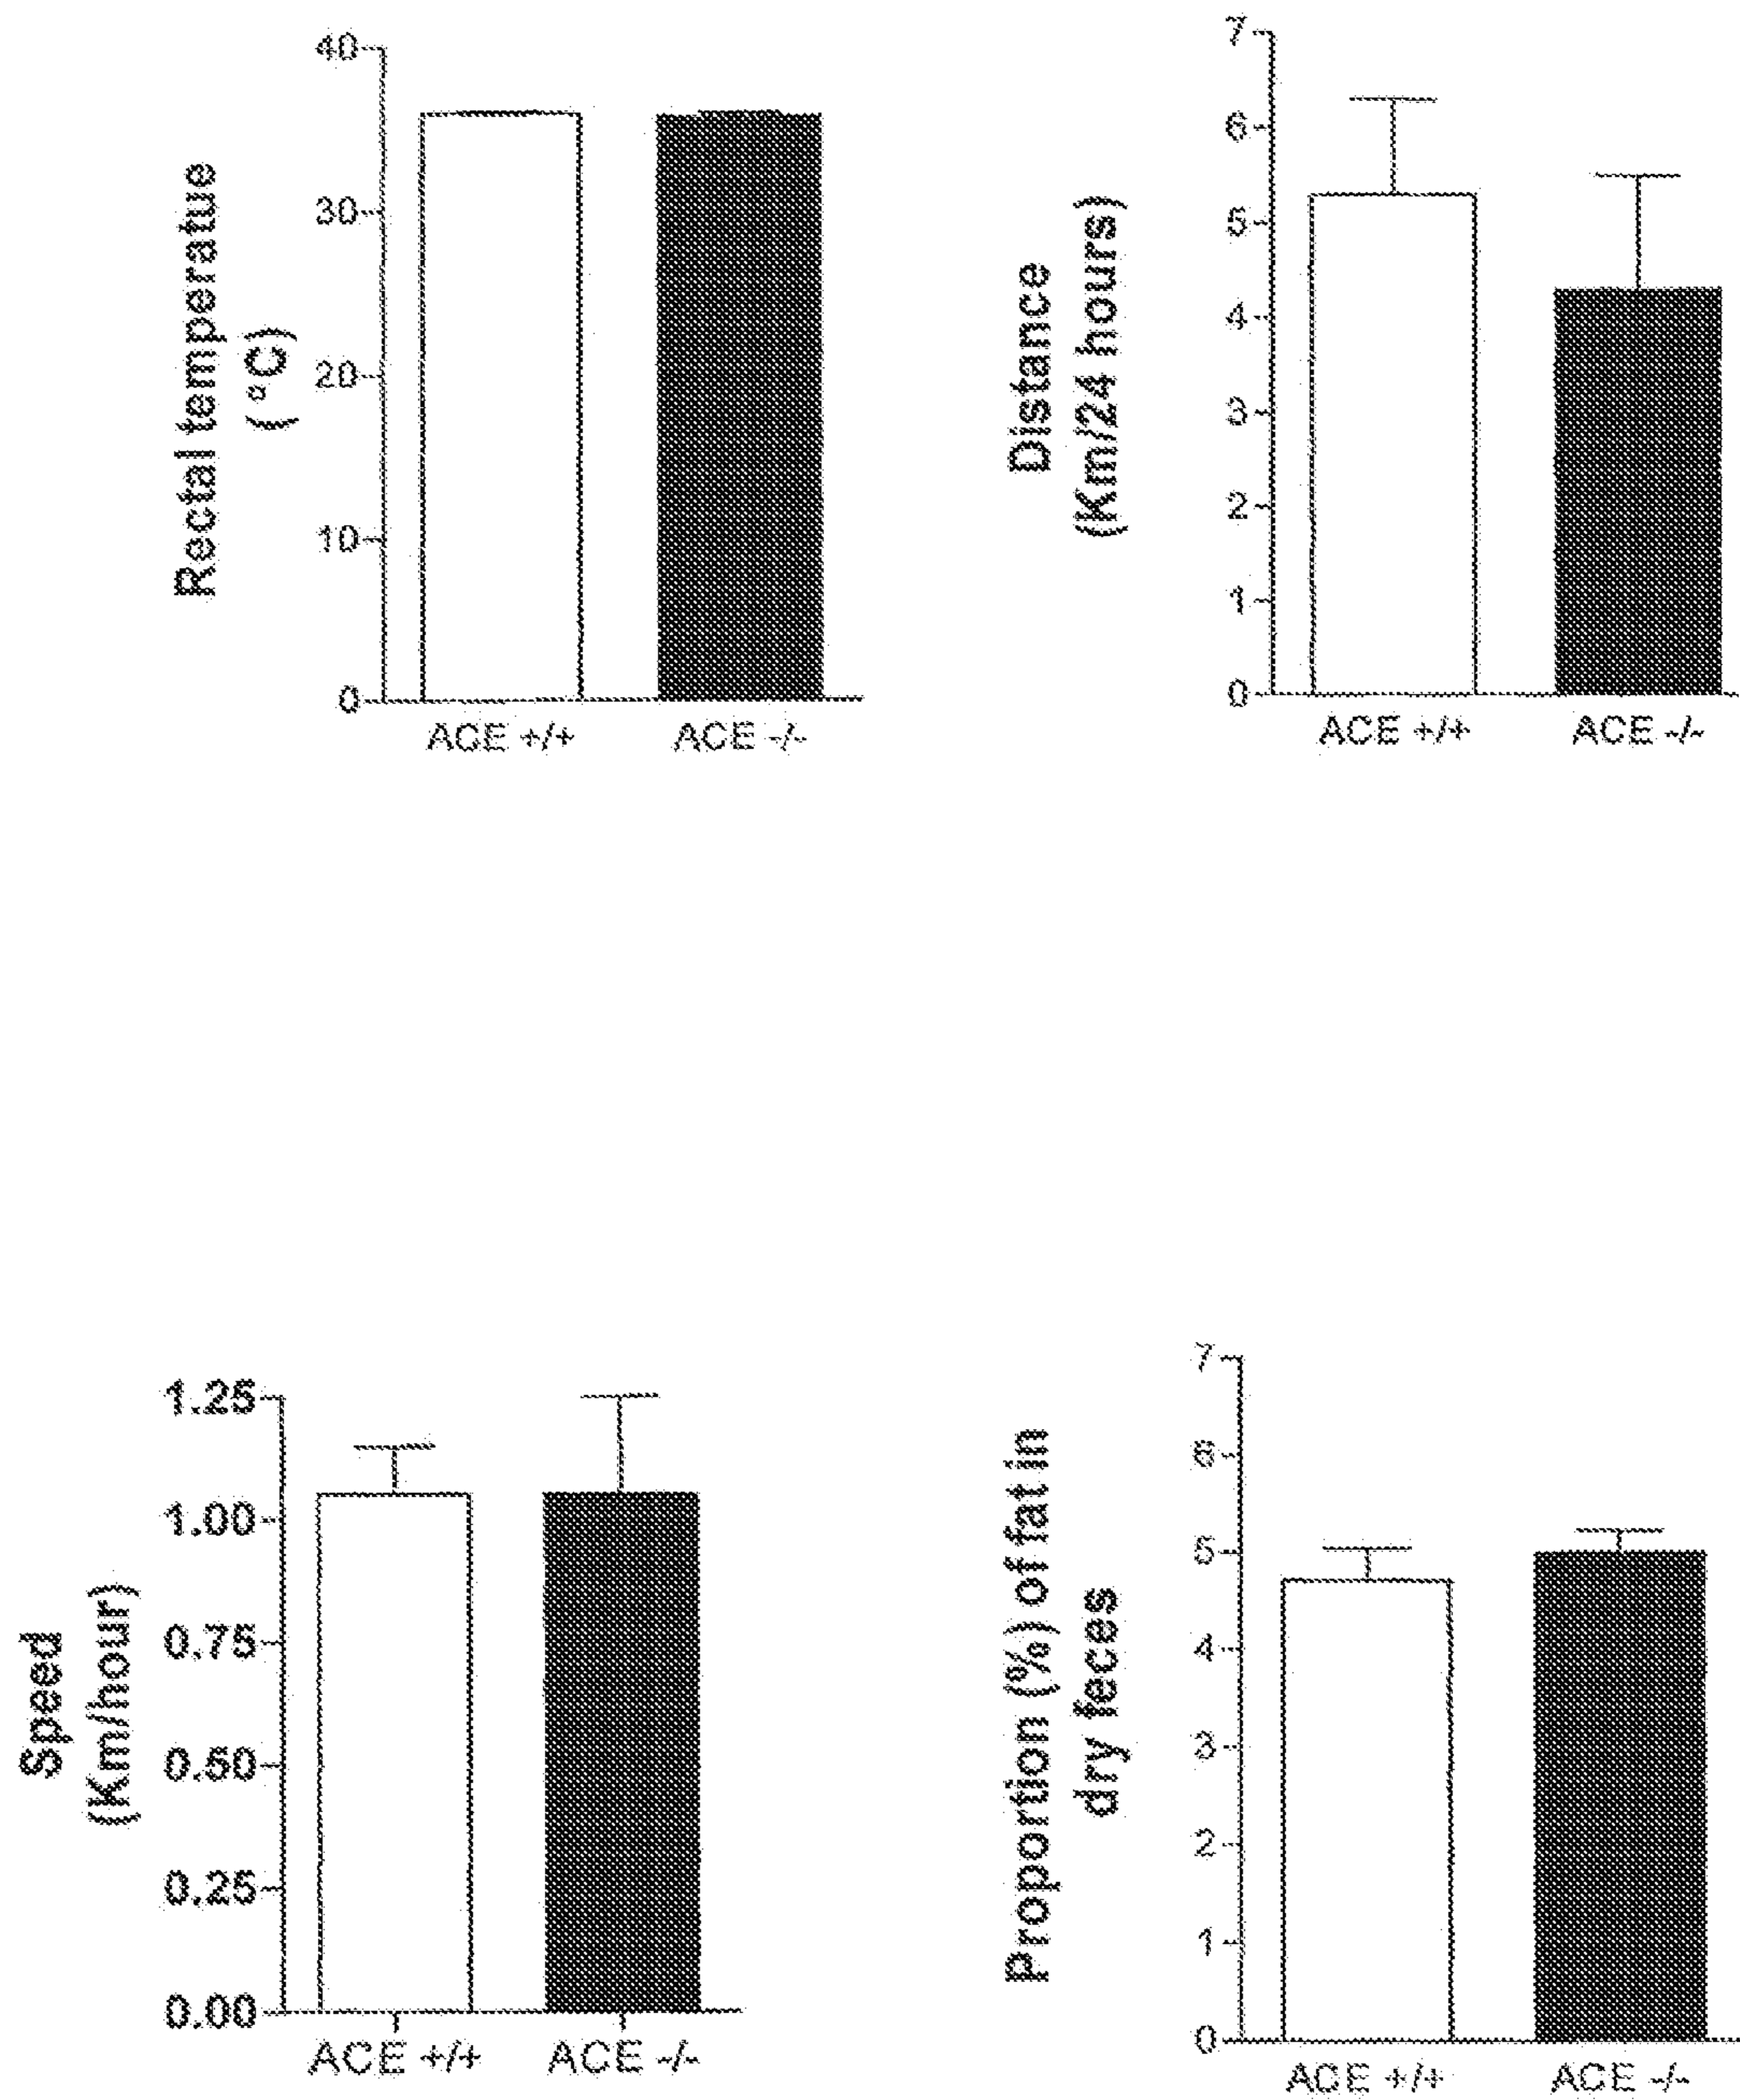 Rectal temperatue
( °C)
40
30
20
10
0
ACE +/+ ACE -/-
Distance
(Km/24 hours)
7
6
5
4
3
2
1
0
ACE +/+ ACE -/-
Speed
(Km/hour)
1.25
1.00
0.75
0.50
0.25
0.00
ACE +/+ ACE -/-
Proportion (%) of fat in
dry feces
7
6
5
4
3
2
1
0
ACE +/+ ACE -/-